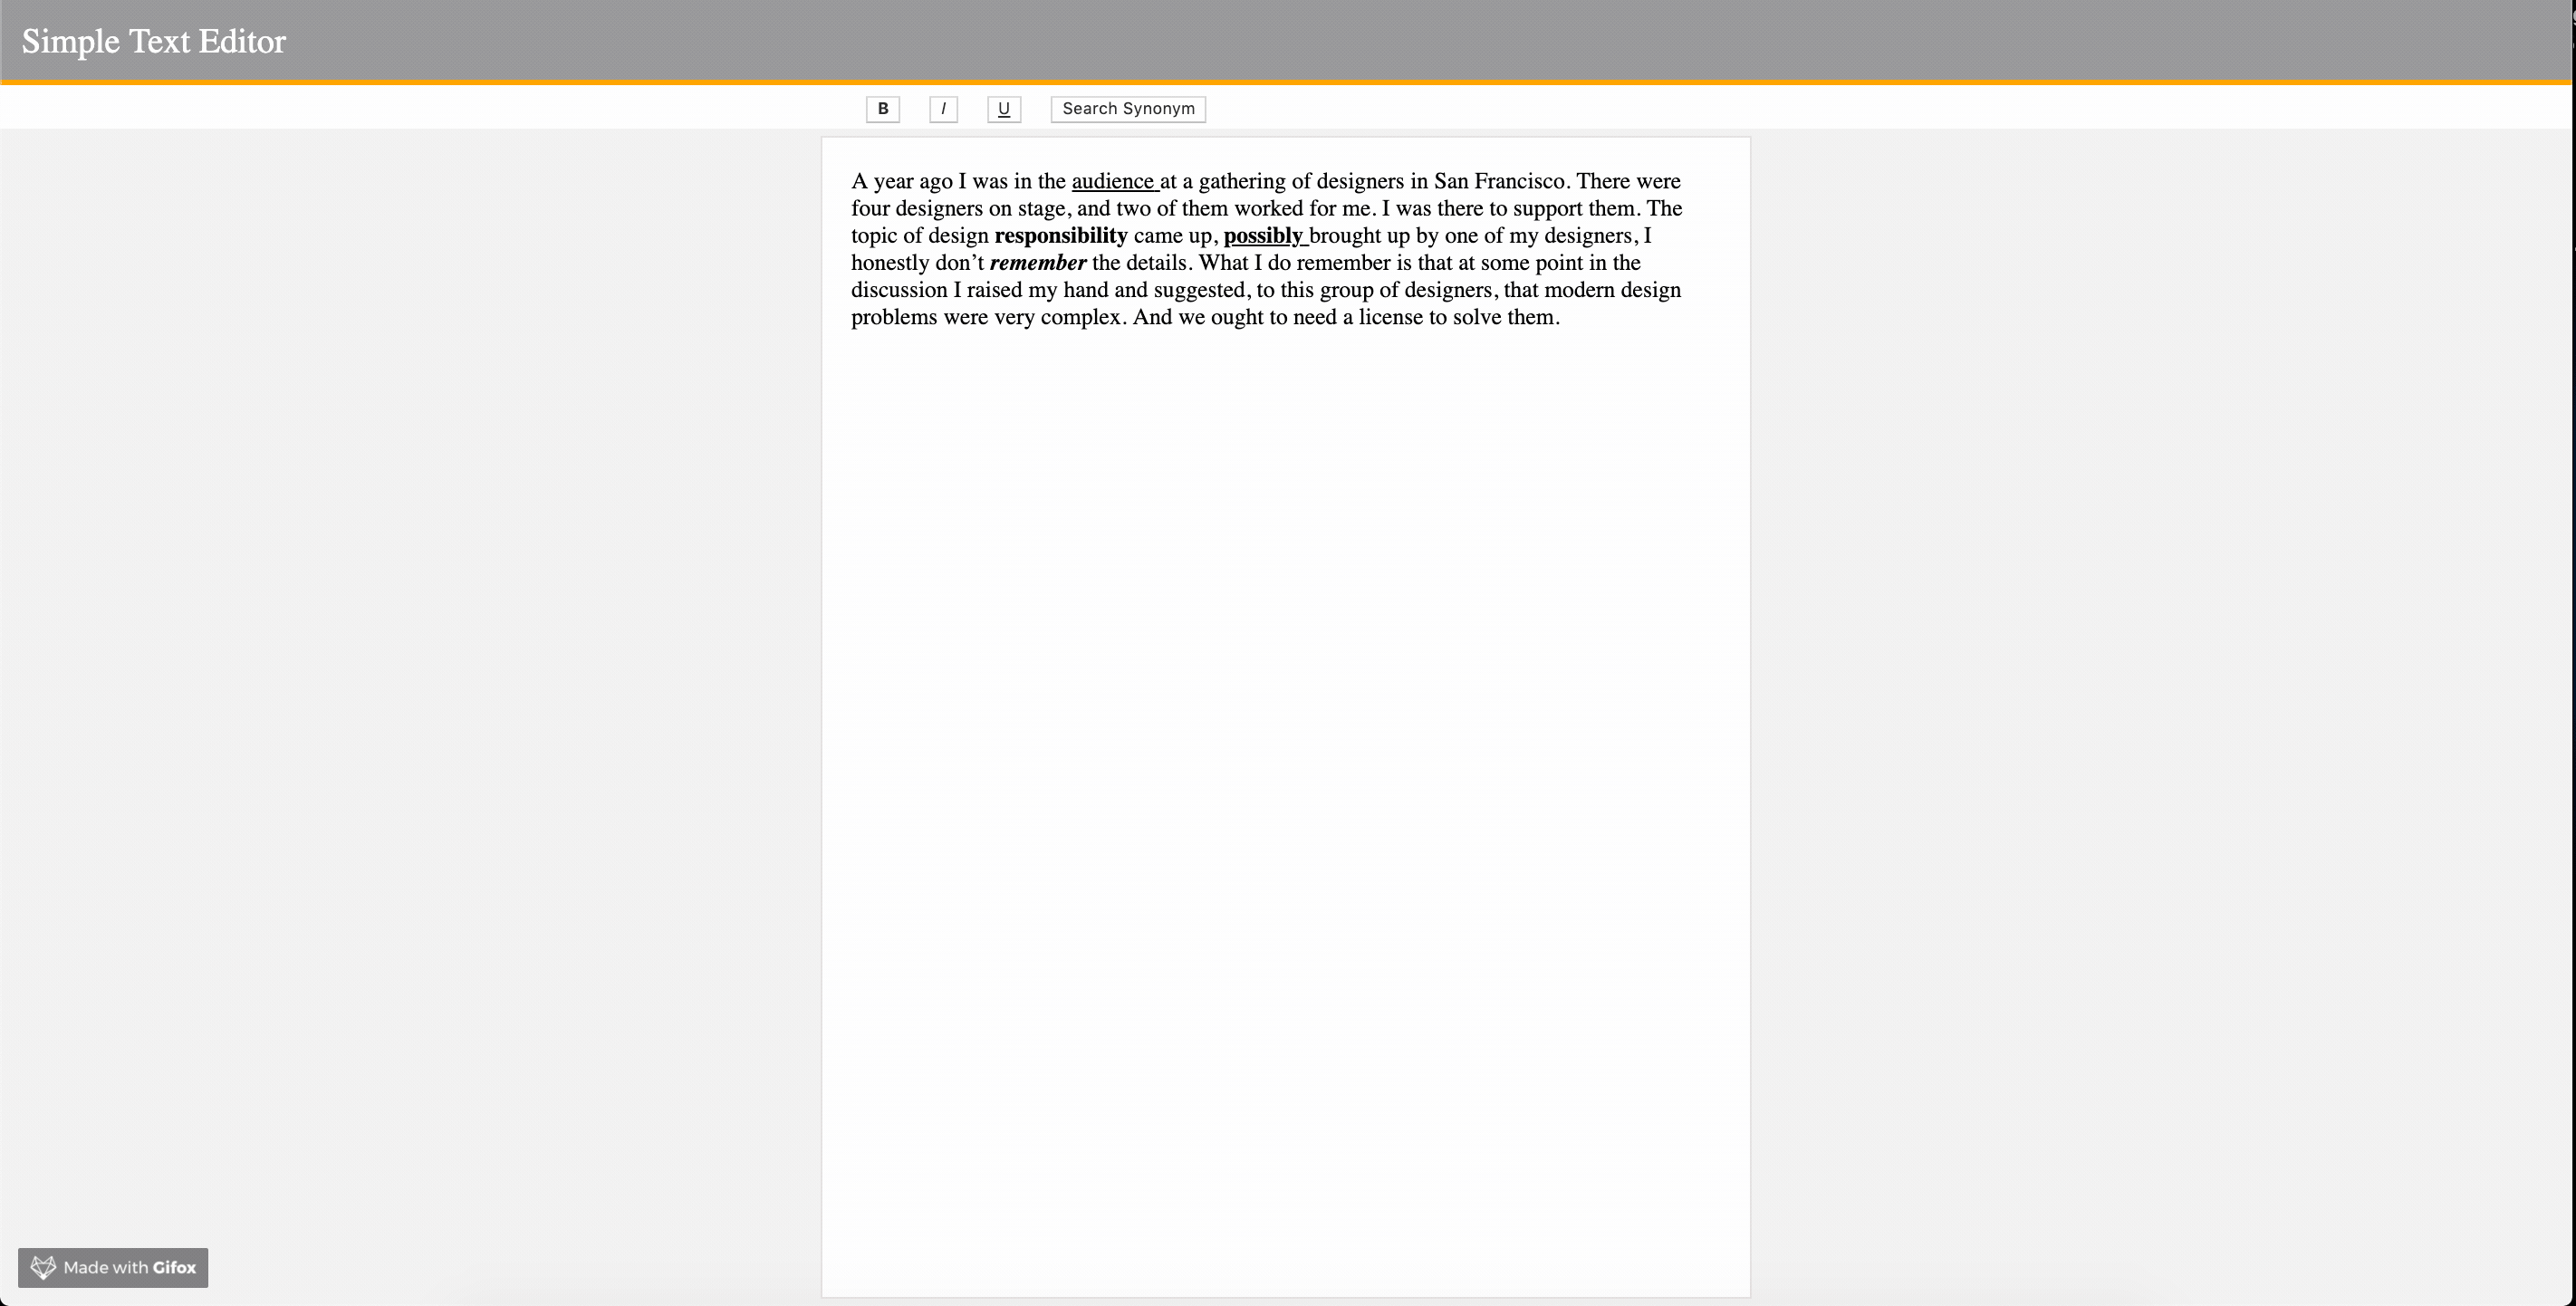 Simple Text Editor
B I U Search Synonym
A year ago I was in the audience at a gathering of designers in San Francisco. There were
four designers on stage, and two of them worked for me. I was there to support them. The
topic of design responsibility came up, possibly brought up by one of my designers, I
honestly don’t remember the details. What I do remember is that at some point in the
discussion I raised my hand and suggested, to this group of designers, that modern design
problems were very complex. And we ought to need a license to solve them.
Made with Gifox